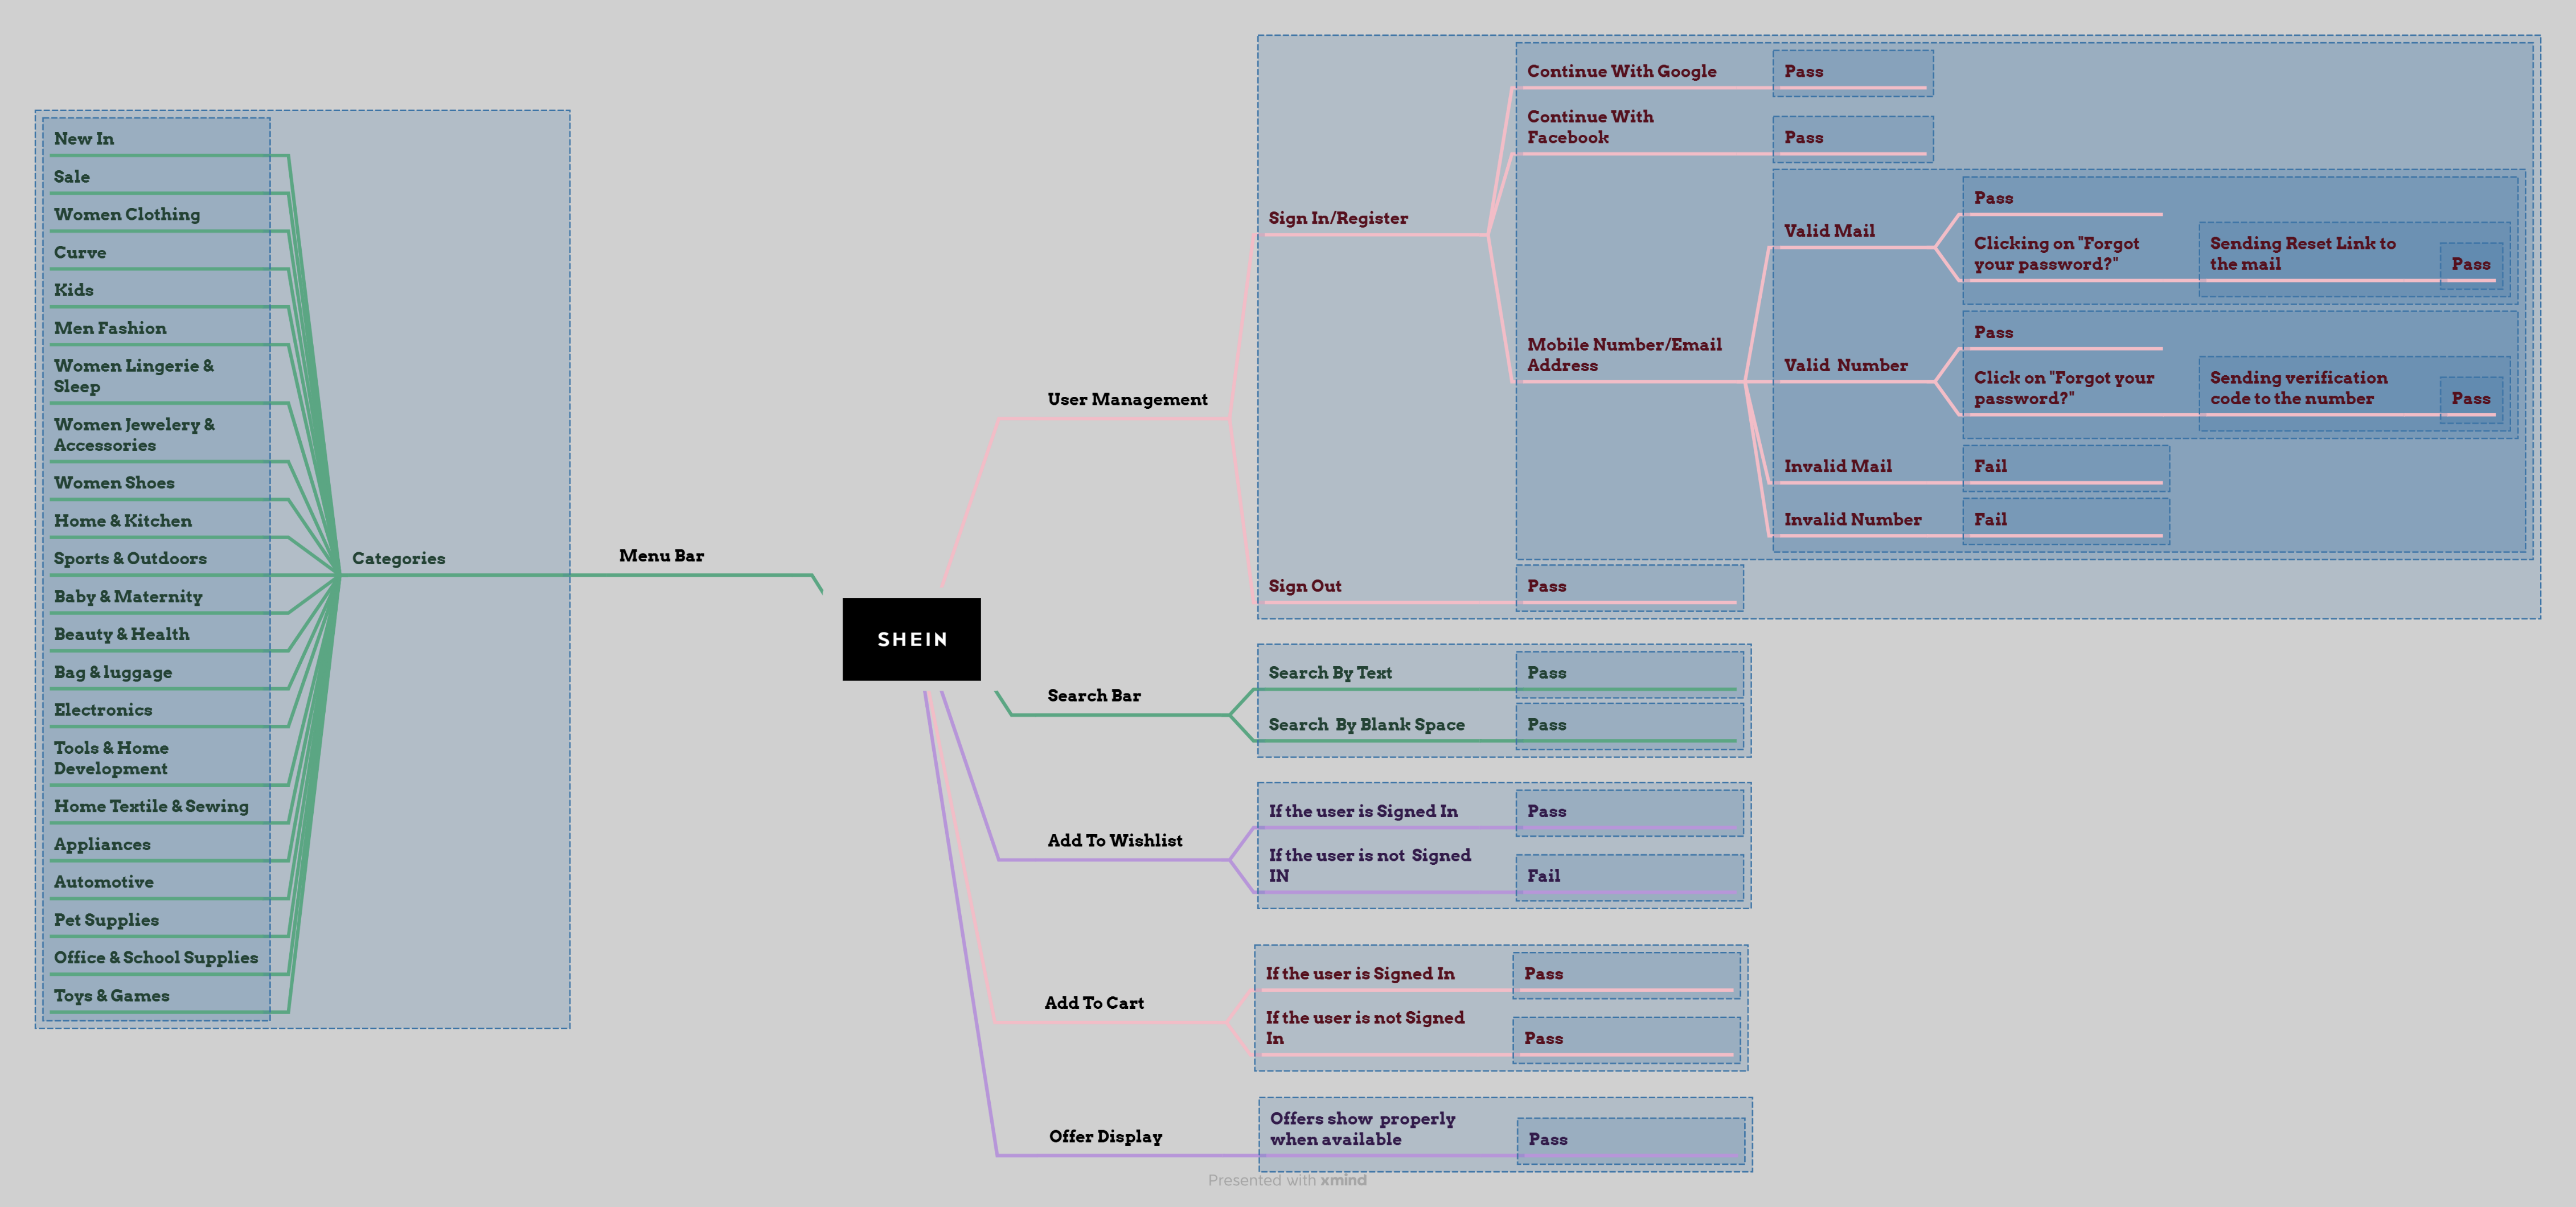 New In
Sale
Women Clothing
Curve
Kids
Men Fashion
Women Lingerie &
Sleep
Women Jewelery &
Accessories
Women Shoes
Home & Kitchen
Sports & Outdoors
Baby & Maternity
Beauty & Health
Bag & luggage
Electronics
Tools & Home
Development
Home Textile & Sewing
Appliances
Automotive
Pet Supplies
Office & School Supplies
Toys & Games
Categories
Menu Bar
SHEIN
User Management
Sign In/Register
Continue With Google
Pass
Continue With
Facebook
Pass
Mobile Number/Email
Address
Valid Mail
Pass
Clicking on "Forgot
your password?"
Sending Reset Link to
the mail
Pass
Valid  Number
Pass
Click on "Forgot your
password?"
Sending verification
code to the number
Pass
Invalid Mail
Fail
Invalid Number
Fail
Sign Out
Pass
Search Bar
Search By Text
Pass
Search  By Blank Space
Pass
Add To Wishlist
If the user is Signed In
Pass
If the user is not  Signed
IN
Fail
Add To Cart
If the user is Signed In
Pass
If the user is not Signed
In
Pass
Offer Display
Offers show  properly
when available
Pass
Presented with xmind